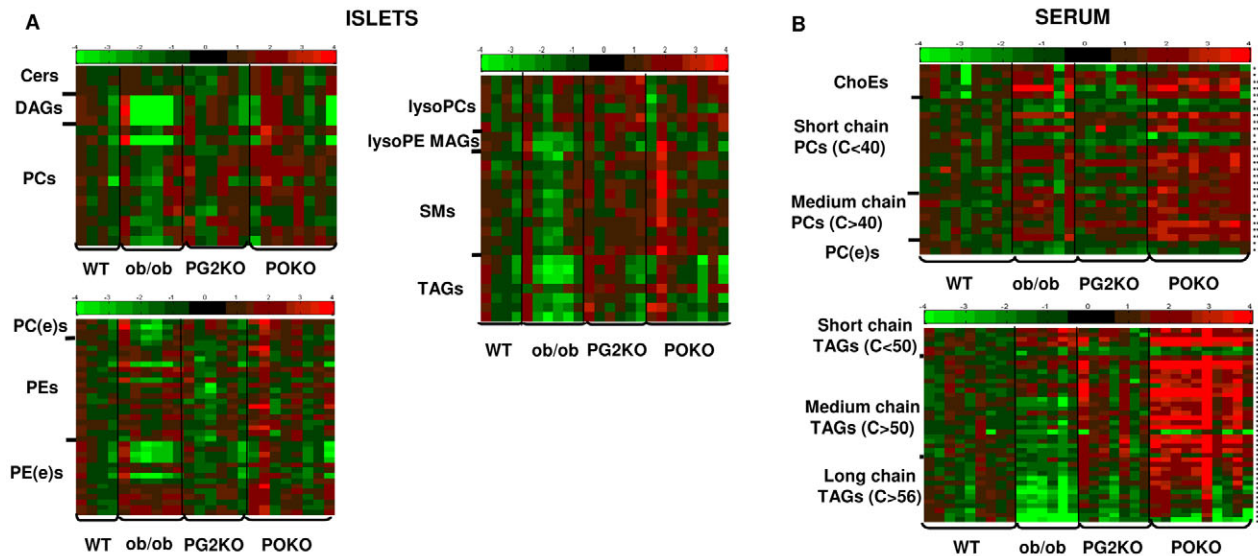 A
ISLETS
-4 -3 -2 -1 0 1 2 3 4
Cers
DAGs
PCs
WT ob/ob PG2KO POKO
-4 -3 -2 -1 0 1 2 3 4
PC(e)s
PEs
PE(e)s
WT ob/ob PG2KO POKO
-4 -3 -2 -1 0 1 2 3 4
lysoPCs
lysoPE MAGs
SMs
TAGs
WT ob/ob PG2KO POKO
B
SERUM
-4 -3 -2 -1 0 1 2 3 4
ChoEs
Short chain
PCs (C<40)
Medium chain
PCs (C>40)
PC(e)s
WT ob/ob PG2KO POKO
-4 -3 -2 -1 0 1 2 3 4
Short chain
TAGs (C<50)
Medium chain
TAGs (C>50)
Long chain
TAGs (C>56)
WT ob/ob PG2KO POKO